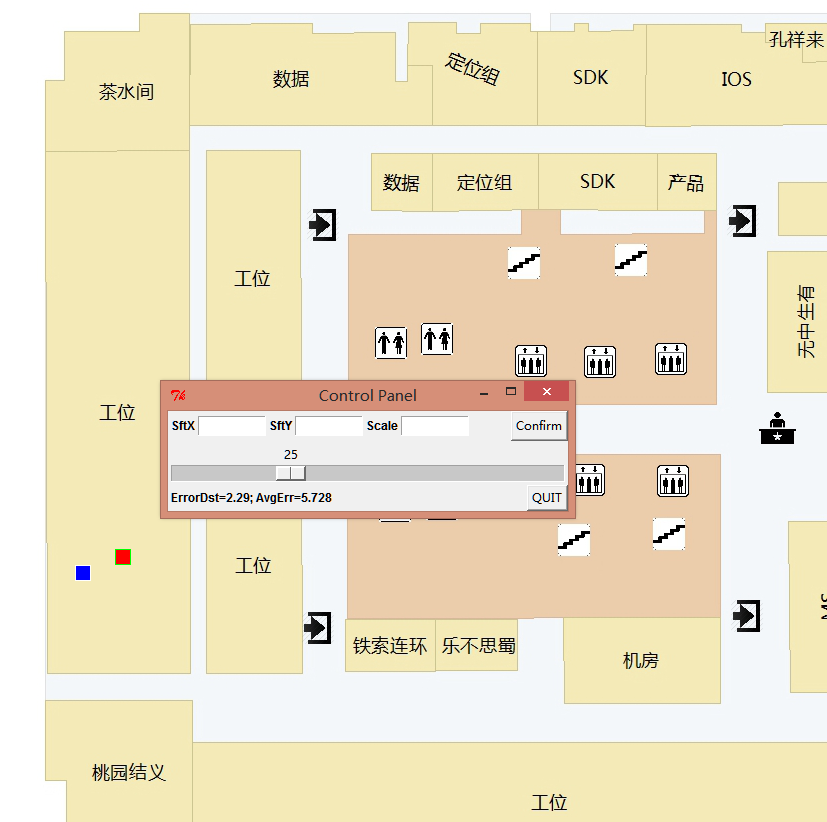 孔祥来
定位组
茶水间
数据
SDK
IOS
数据
定位组
SDK
产品
工位
无中生有
工位
Control Panel
SftX
SftY
Scale
Confirm
25
ErrorDst=2.29; AvgErr=5.728
QUIT
工位
铁索连环
乐不思蜀
机房
桃园结义
工位